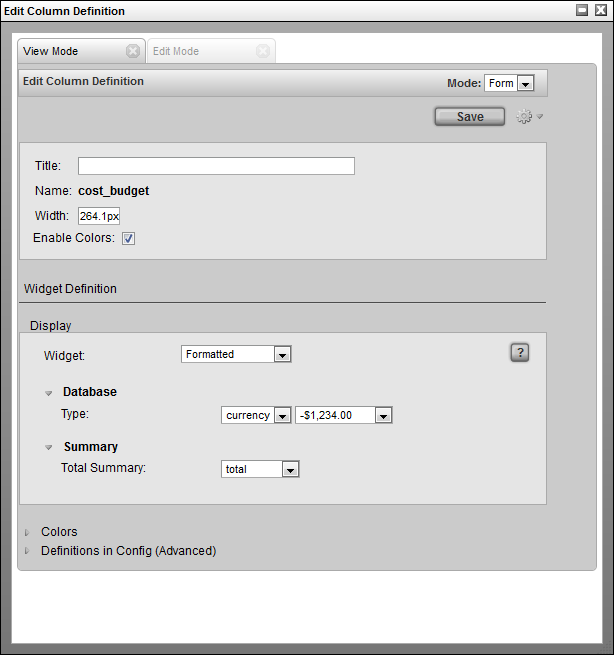 Edit Column Definition
View Mode Edit Mode
Edit Column Definition Mode: Form
Save
Title:
Name: cost_budget
Width: 264.1px
Enable Colors:
Widget Definition
Display
Widget: Formatted ?
Database
Type: currency -$1,234.00
Summary
Total Summary: total
Colors
Definitions in Config (Advanced)